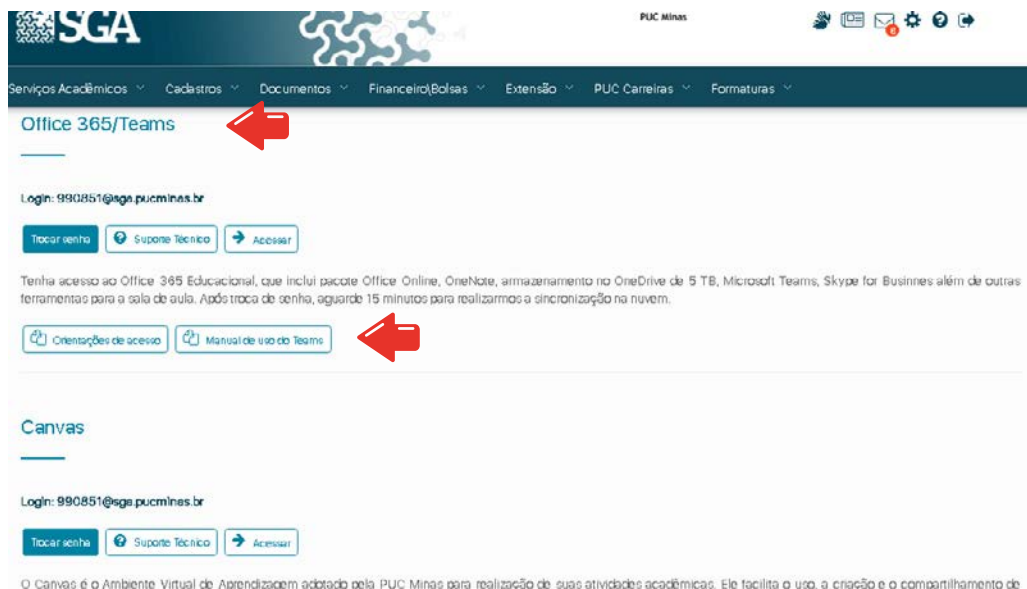 SGA
PUC Minas
Serviços Acadêmicos Cadastros Documentos Financeiro\Bolsas Extensão PUC Carreiras Formaturas
Office 365/Teams
Login: 990851@sga.pucminas.br
Trocar senha Suporte Técnico Acessar
Tenha acesso ao Office 365 Educacional, que inclui pacote Office Online, OneNote, armazenamento no OneDrive de 5 TB, Microsoft Teams, Skype for Businnes além de outras
ferramentas para a sala de aula. Após troca de senha, aguarde 15 minutos para realizarmos a sincronização na nuvem.
Orientações de acesso Manual de uso do Teams
Canvas
Login: 990851@sga.pucminas.br
Trocar senha Suporte Técnico Acessar
O Canvas é o Ambiente Virtual de Aprendizagem adotado pela PUC Minas para realização de suas atividades acadêmicas. Ele facilita o uso, a criação e o compartilhamento de